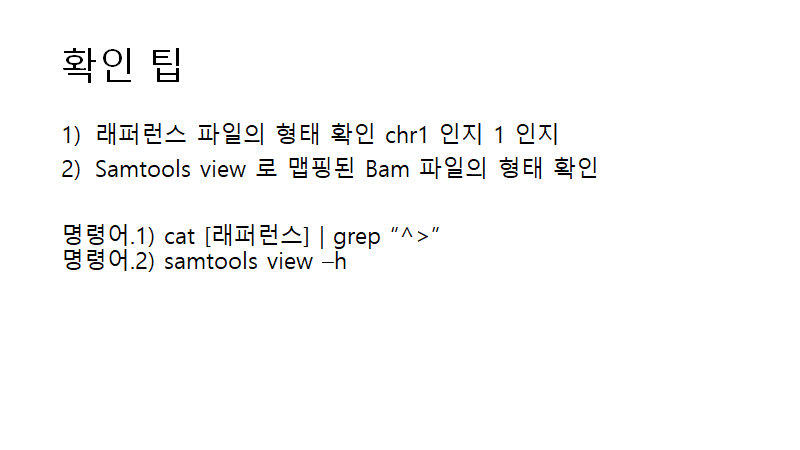 확인 팁
1) 래퍼런스 파일의 형태 확인 chr1 인지 1 인지
2) Samtools view 로 맵핑된 Bam 파일의 형태 확인
명령어.1) cat [래퍼런스] | grep “^>”
명령어.2) samtools view –h